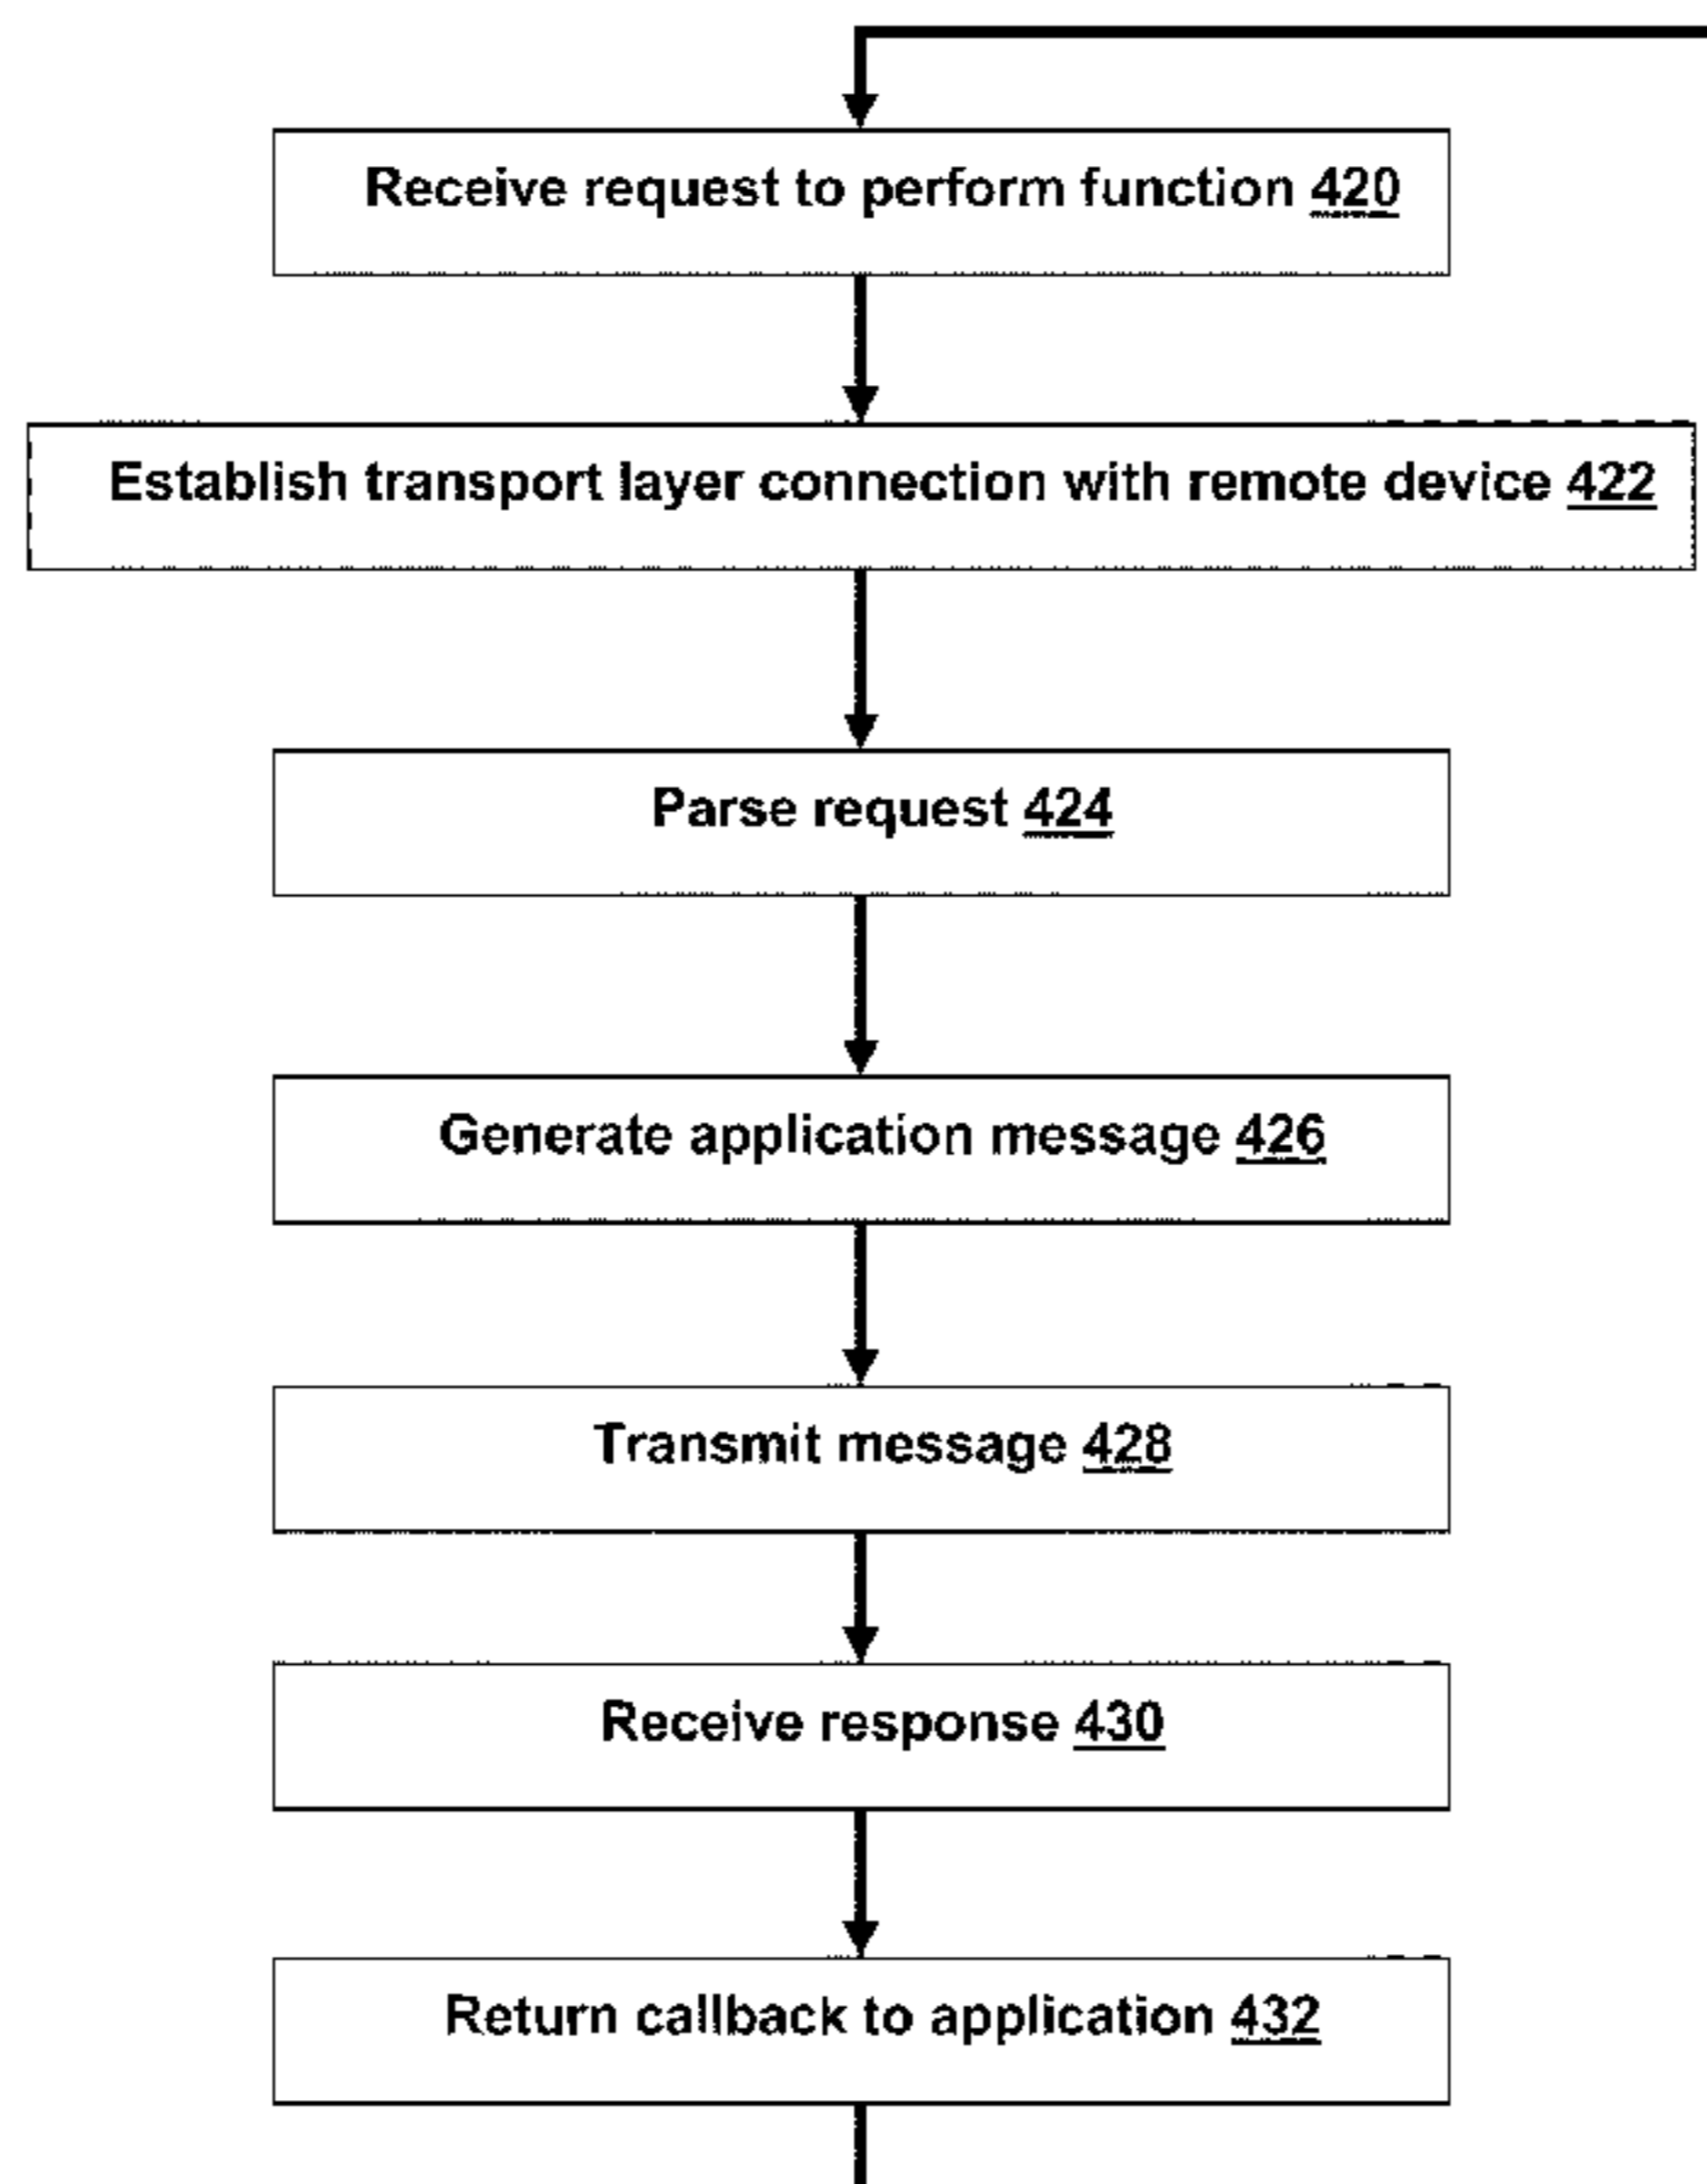 Receive request to perform function 420
Establish transport layer connection with remote device 422
Parse request 424
Generate application message 426
Transmit message 428
Receive response 430
Return callback to application 432